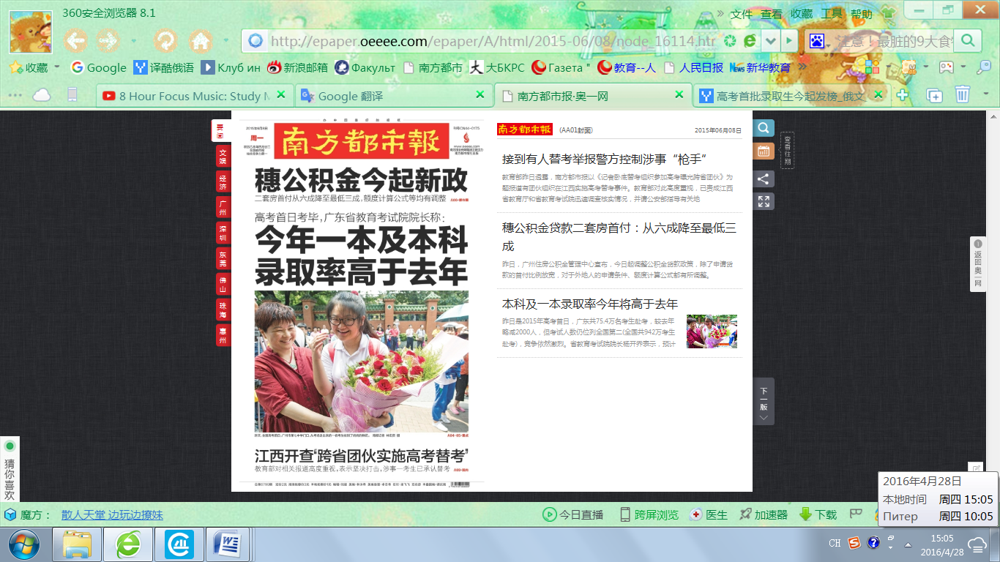 360安全浏览器 8.1
文件 查看 收藏 工具 帮助
http://epaper.oeeee.com/epaper/A/html/2015-06/08/node_16114.htm
注意！最脏的9大食物
收藏
Google
译酷俄语
Клуб ин
新浪邮箱
Факульт
南方都市
大БКРС
Газета "
教育--人
人民日报
新华教育
8 Hour Focus Music: Study M
Google 翻译
南方都市报·奥一网
高考首批录取生今起发榜_俄文
要闻
文娱
经济
广州
深圳
东莞
佛山
珠海
惠州
2015年6月8日
周一
南方都市報
刊号CN44-0175
www.oeeee.com
穗公积金今起新政
二套房首付从六成降至最低三成，额度计算公式等均有调整
高考首日考毕，广东省教育考试院院长称：
今年一本及本科
录取率高于去年
A04-05·重点
江西开查“跨省团伙实施高考替考”
教育部对相关报道高度重视，表示坚决打击，涉事一考生已承认替考
南方都市報
（AA01封面）
2015年06月08日
接到有人替考举报警方控制涉事“枪手”
教育部昨日透露，南方都市报以《记者卧底替考组织参加高考曝光跨省团伙》为
题报道有团伙组织在江西实施高考替考事件。教育部对此高度重视，已责成江西
省教育厅和省教育考试院迅速调查核实情况，并请公安部指导有关地
穗公积金贷款二套房首付：从六成降至最低三
成
昨日，广州住房公积金管理中心宣布，今日起调整公积金贷款政策，除了申请贷
款的首付比例放宽，对于外地人的申请条件、额度计算公式都有所调整。
本科及一本录取率今年将高于去年
昨日是2015年高考首日，广东共75.4万名考生赴考，较去年
略减2000人，但考试人数仍位列全国第二(全国共942万考生
赴考)，竞争依然激烈。省教育考试院院长杨开乔表示，预计
查看往期
返回奥一网
下一版
猜你喜欢
2016年4月28日
本地时间 周四 15:05
Питер 周四 10:05
魔方：
散人天堂 边玩边撩妹
今日直播
跨屏浏览
医生
加速器
下载
CH
15:05
2016/4/28